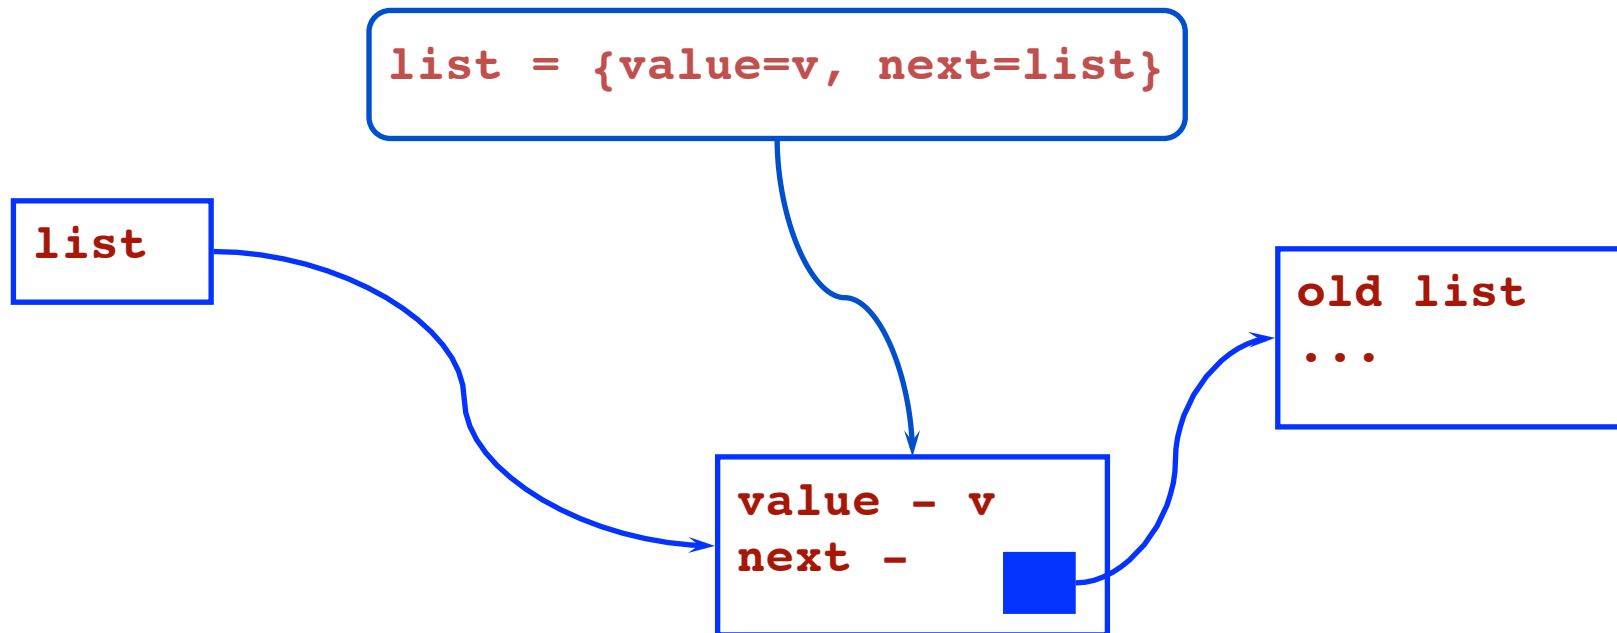 list = {value=v, next=list}
list
old list
...
value - v
next -